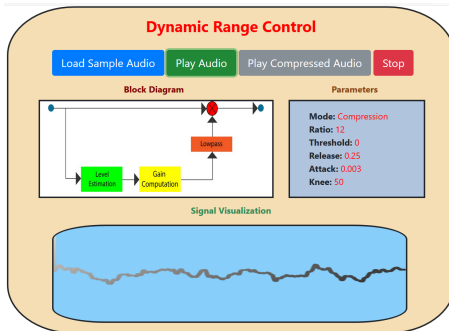 Dynamic Range Control
Load Sample Audio
Play Audio
Play Compressed Audio
Stop
Block Diagram
Parameters
X
Lowpass
Level
Estimation
Gain
Computation
Mode: Compression
Ratio: 12
Threshold: 0
Release: 0.25
Attack: 0.003
Knee: 50
Signal Visualization